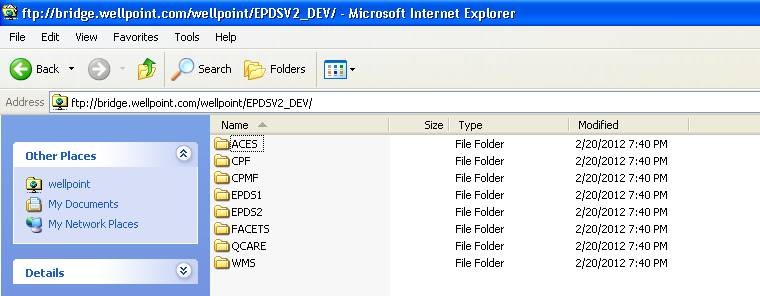 ftp://bridge.wellpoint.com/wellpoint/EPDSV2_DEV/ - Microsoft Internet Explorer
File Edit View Favorites Tools Help
Back Search Folders
Address ftp://bridge.wellpoint.com/wellpoint/EPDSV2_DEV/
Other Places
wellpoint
My Documents
My Network Places
Details
Name Size Type Modified
ACES File Folder 2/20/2012 7:40 PM
CPF File Folder 2/20/2012 7:40 PM
CPMF File Folder 2/20/2012 7:40 PM
EPDS1 File Folder 2/20/2012 7:40 PM
EPDS2 File Folder 2/20/2012 7:40 PM
FACETS File Folder 2/20/2012 7:40 PM
QCARE File Folder 2/20/2012 7:40 PM
WMS File Folder 2/20/2012 7:40 PM